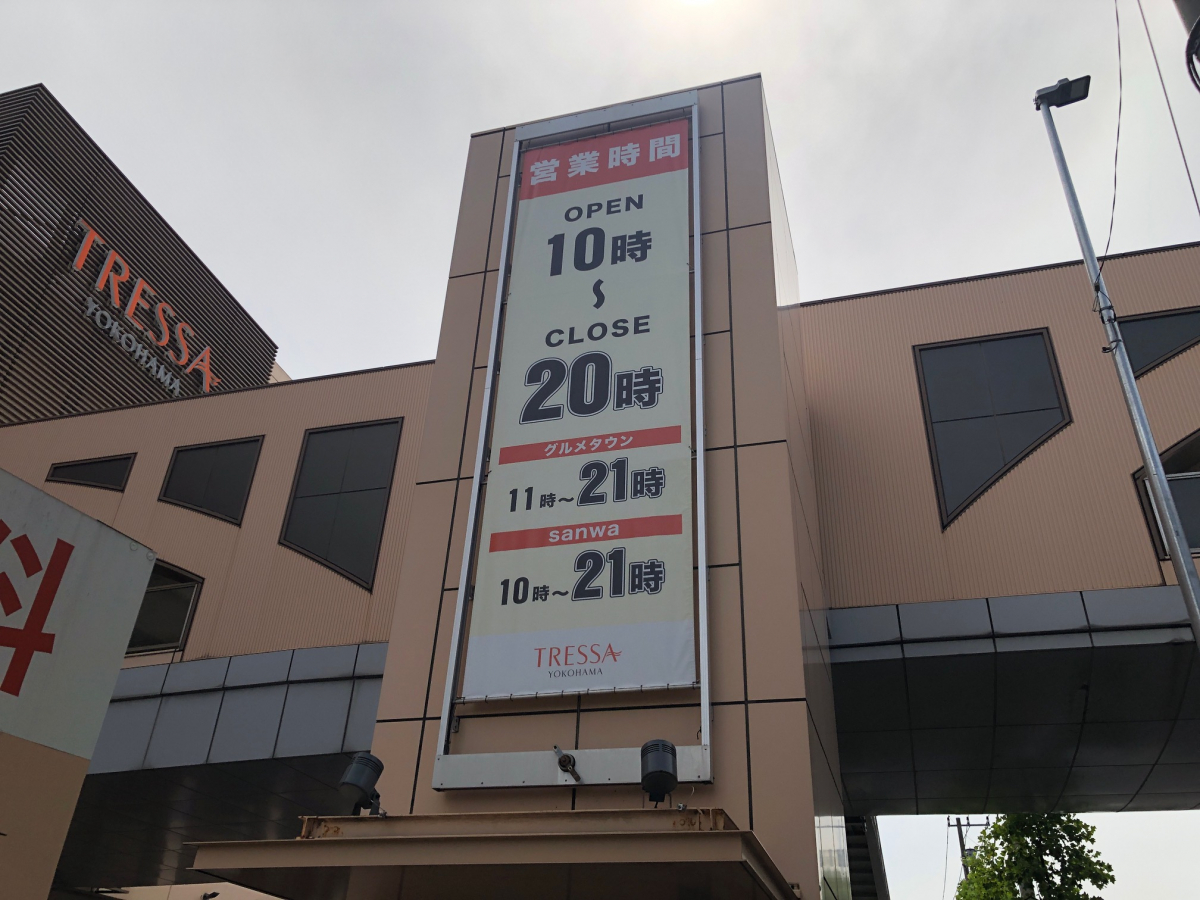 TRESSA
YOKOHAMA
営業時間
OPEN
10時
~
CLOSE
20時
グルメタウン
11時~21時
sanwa
10時~21時
TRESSA
YOKOHAMA
料